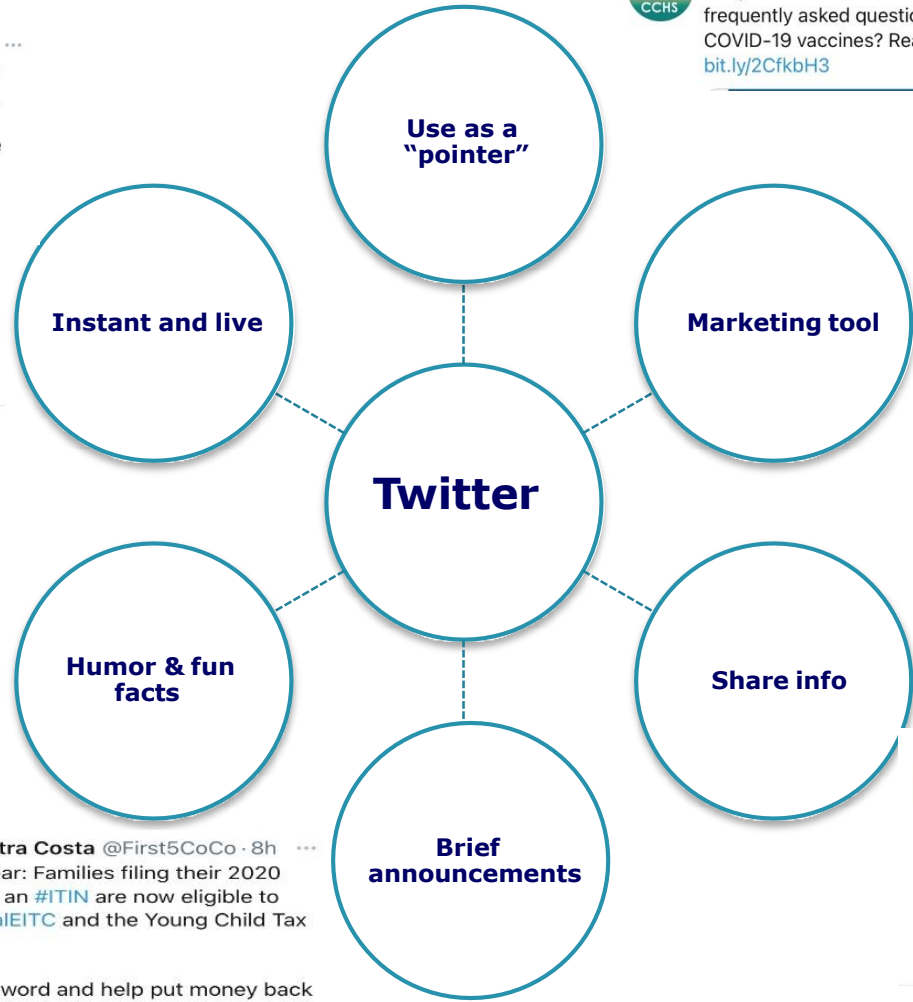 ...
CCHS
frequently asked questio
COVID-19 vaccines? Rea
bit.ly/2CfkbH3
Use as a
“pointer”
Instant and live
Marketing tool
Twitter
Humor & fun
facts
Share info
Brief
announcements
tra Costa @First5CoCo · 8h ...
ar: Families filing their 2020
an #ITIN are now eligible to
lEITC and the Young Child Tax
word and help put money back